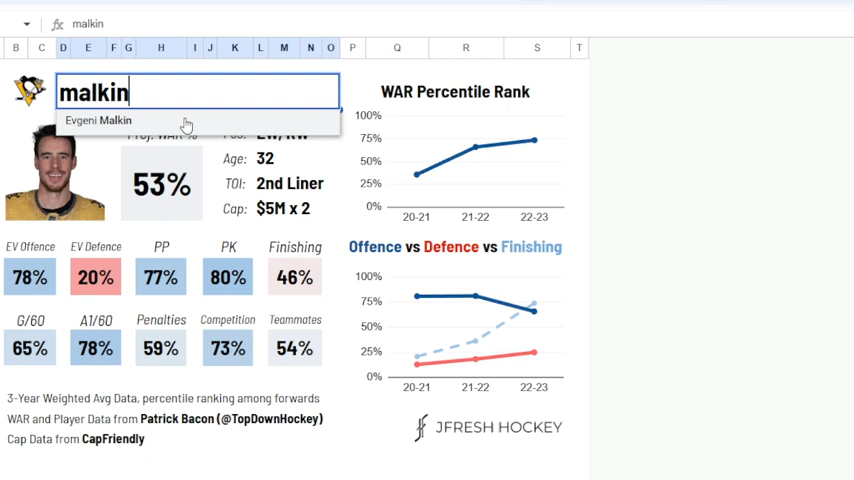 malkin
B C D E F G H I J K L M N O P Q R S T
malkin
Evgeni Malkin
Age: 32
53%
TOI: 2nd Liner
Cap: $5M x 2
EV Offence EV Defence PP PK Finishing
78% 20% 77% 80% 46%
G/60 A1/60 Penalties Competition Teammates
65% 78% 59% 73% 54%
3-Year Weighted Avg Data, percentile ranking among forwards
WAR and Player Data from Patrick Bacon (@TopDownHockey)
Cap Data from CapFriendly
WAR Percentile Rank
100%
75%
50%
25%
0%
20-21 21-22 22-23
Offence vs Defence vs Finishing
100%
75%
50%
25%
0%
20-21 21-22 22-23
JFRESH HOCKEY